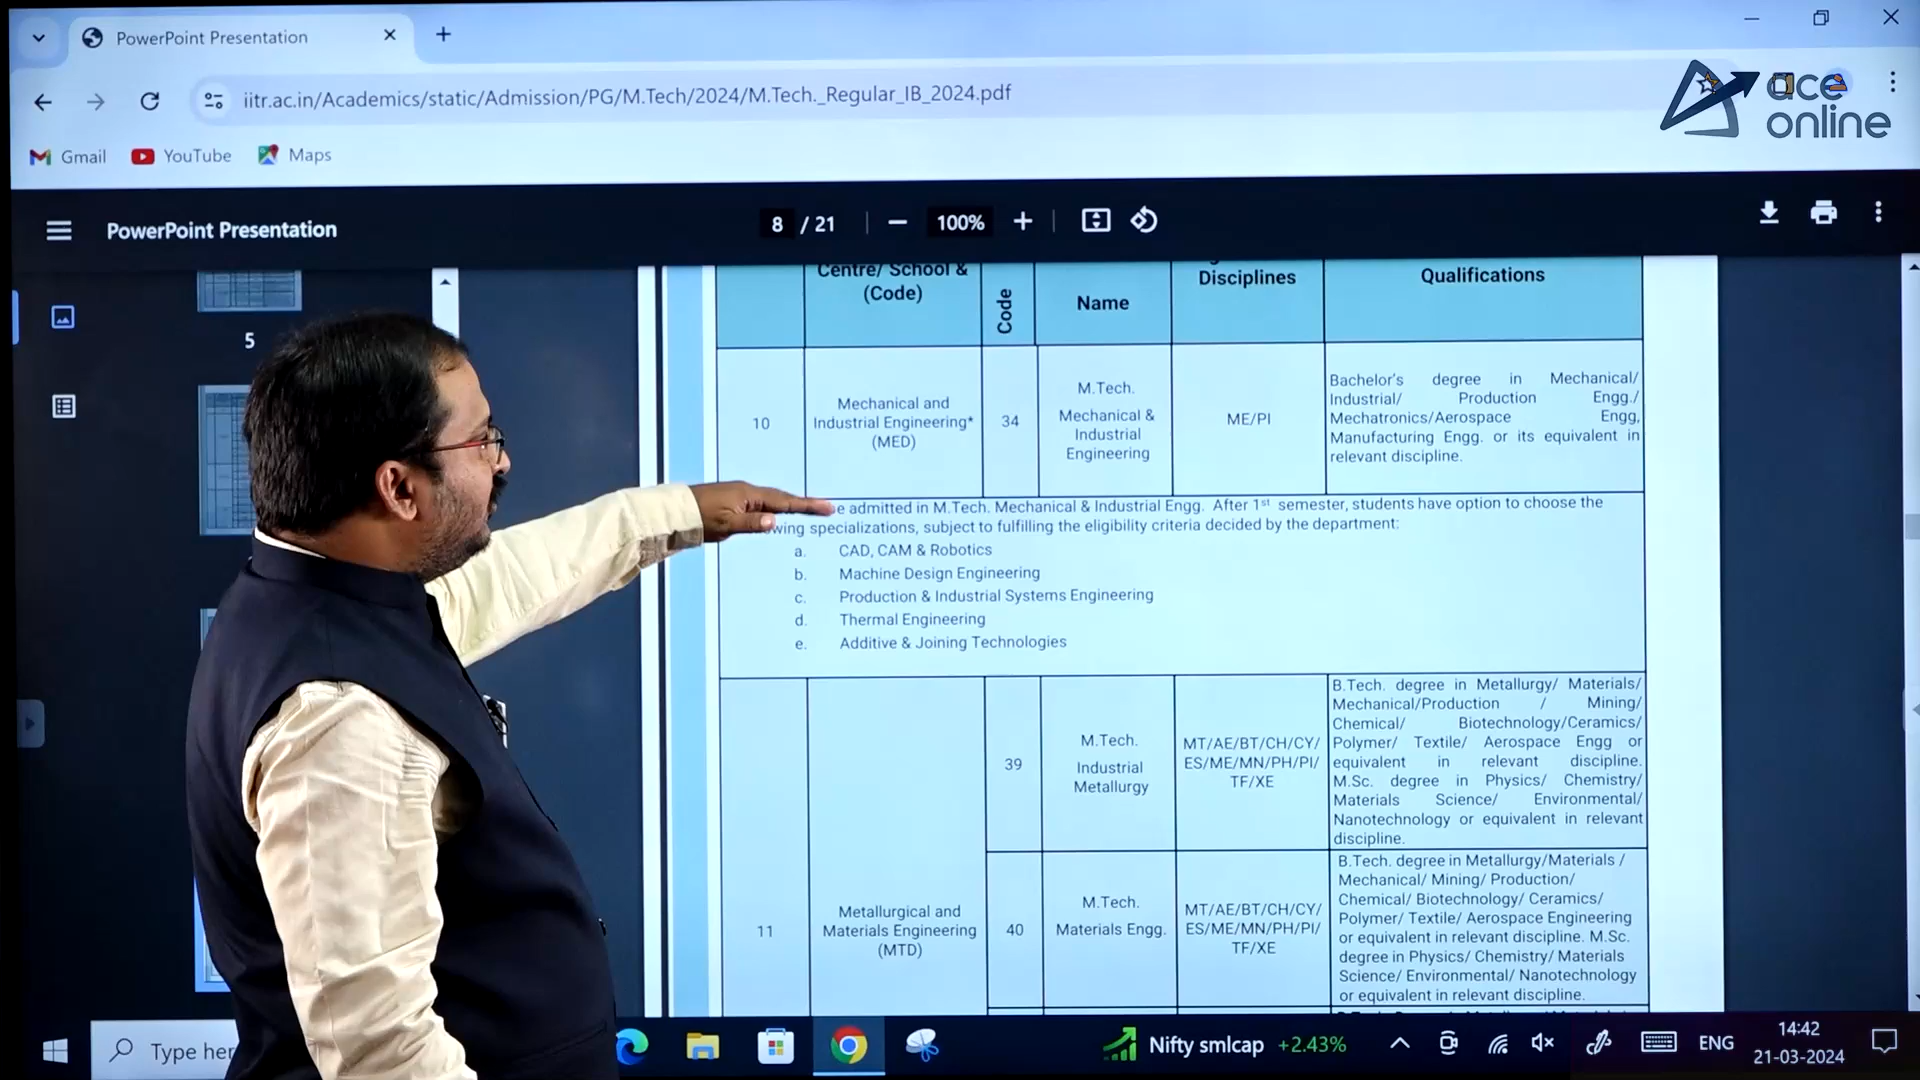 PowerPoint Presentation
iitr.ac.in/Academics/static/Admission/PG/M.Tech/2024/M.Tech._Regular_IB_2024.pdf
ace
online
Gmail
YouTube
Maps
PowerPoint Presentation
8 / 21
100%
5
Centre/ School &
(Code)
Code
Name
Disciplines
Qualifications
10
Mechanical and
Industrial Engineering*
(MED)
34
M.Tech.
Mechanical &
Industrial
Engineering
ME/PI
Bachelor's degree in Mechanical/
Industrial/ Production Engg./
Mechatronics/Aerospace Engg,
Manufacturing Engg. or its equivalent in
relevant discipline.
admitted in M.Tech. Mechanical & Industrial Engg. After 1st semester, students have option to choose the
specializations, subject to fulfilling the eligibility criteria decided by the department:
a. CAD, CAM & Robotics
b. Machine Design Engineering
c. Production & Industrial Systems Engineering
d. Thermal Engineering
e. Additive & Joining Technologies
11
Metallurgical and
Materials Engineering
(MTD)
39
M.Tech.
Industrial
Metallurgy
MT/AE/BT/CH/CY/
ES/ME/MN/PH/PI/
TF/XE
B.Tech. degree in Metallurgy/ Materials/
Mechanical/Production / Mining/
Chemical/ Biotechnology/Ceramics/
Polymer/ Textile/ Aerospace Engg or
equivalent in relevant discipline.
M.Sc. degree in Physics/ Chemistry/
Materials Science/ Environmental/
Nanotechnology or equivalent in relevant
discipline.
40
M.Tech.
Materials Engg.
MT/AE/BT/CH/CY/
ES/ME/MN/PH/PI/
TF/XE
B.Tech. degree in Metallurgy/Materials /
Mechanical/ Mining/ Production/
Chemical/ Biotechnology/ Ceramics/
Polymer/ Textile/ Aerospace Engineering
or equivalent in relevant discipline. M.Sc.
degree in Physics/ Chemistry/ Materials
Science/ Environmental/ Nanotechnology
or equivalent in relevant discipline.
Type her
Nifty smlcap +2.43%
ENG
14:42
21-03-2024